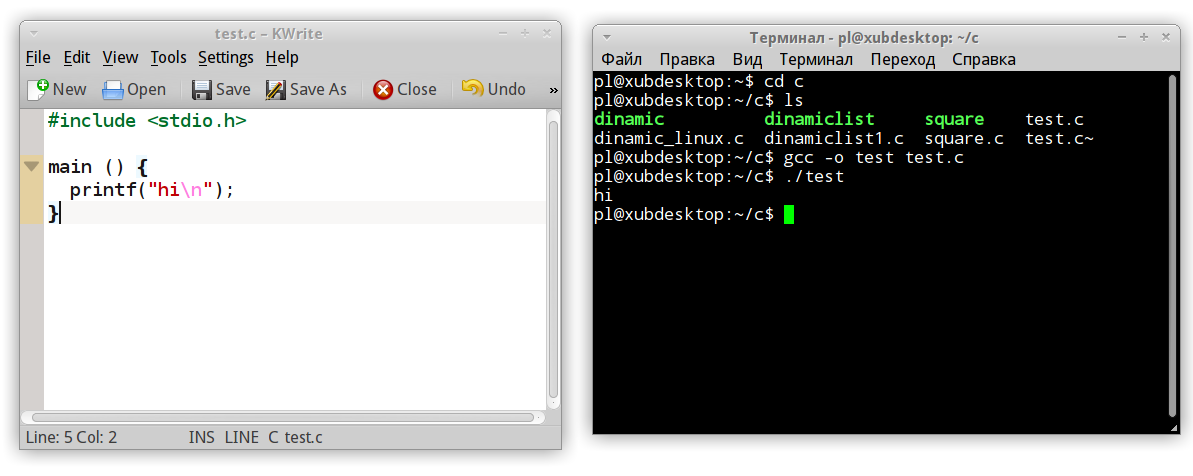 test.c – KWrite
File Edit View Tools Settings Help
New Open Save Save As Close Undo »
#include <stdio.h>
main () {
  printf("hi\n");
}
Line: 5 Col: 2 INS LINE C test.c
Терминал - pl@xubdesktop: ~/c
Файл Правка Вид Терминал Переход Справка
pl@xubdesktop:~$ cd c
pl@xubdesktop:~/c$ ls
dinamic dinamiclist square test.c
dinamic_linux.c dinamiclist1.c square.c test.c~
pl@xubdesktop:~/c$ gcc -o test test.c
pl@xubdesktop:~/c$ ./test
hi
pl@xubdesktop:~/c$